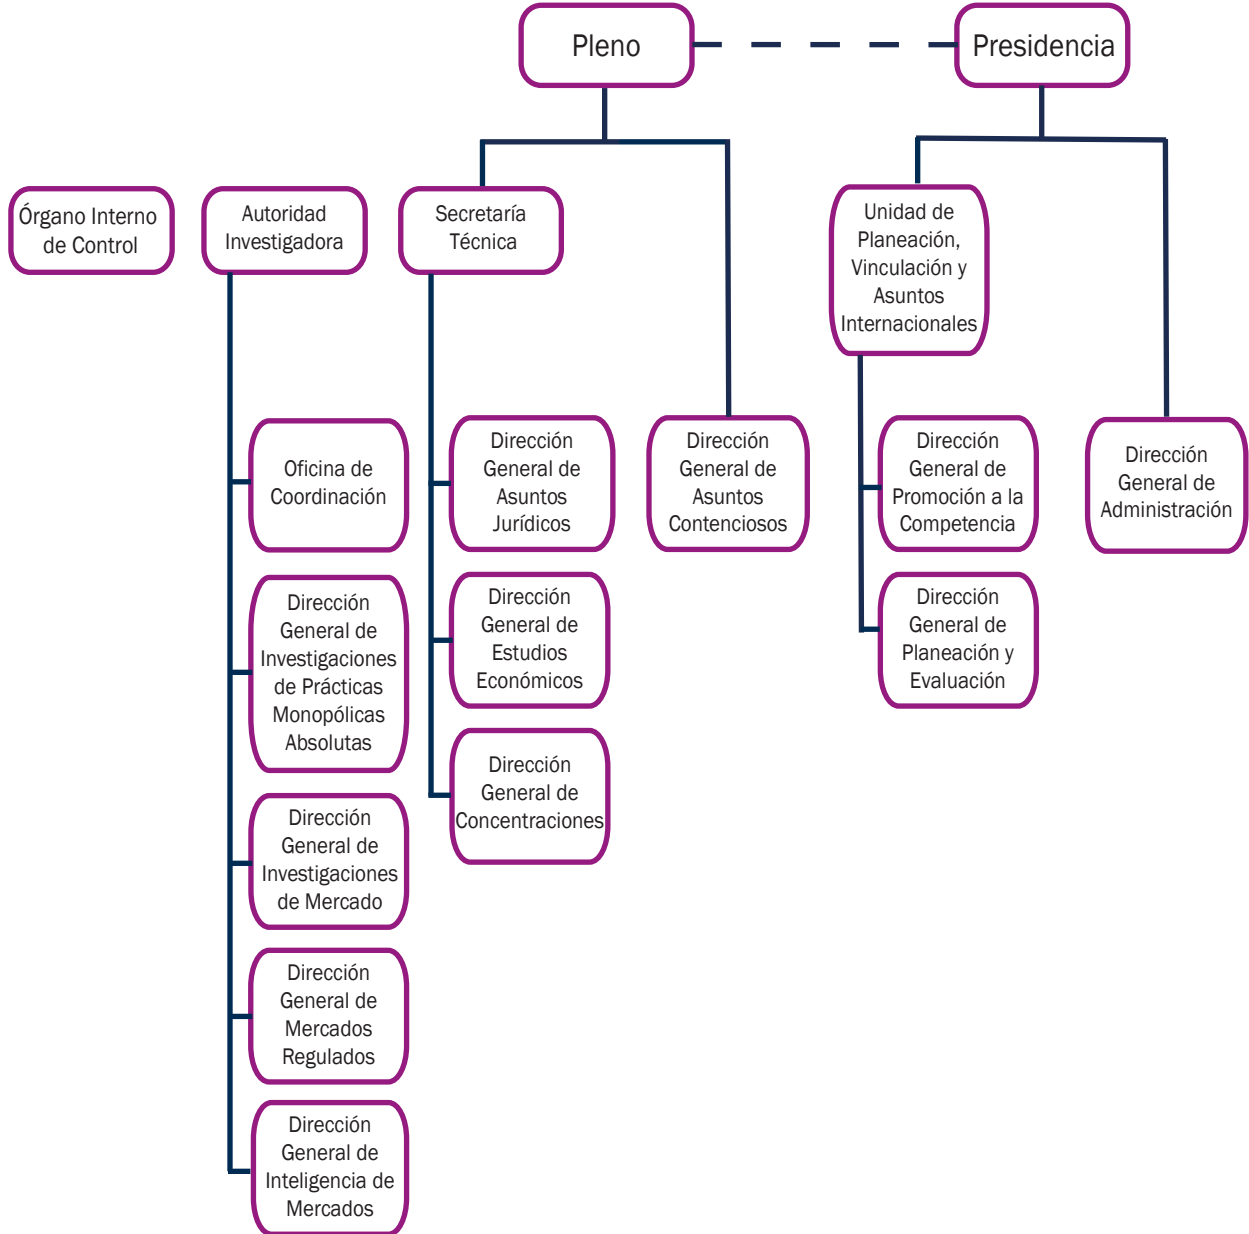 Pleno
Presidencia
Órgano Interno
de Control
Autoridad
Investigadora
Secretaría
Técnica
Unidad de
Planeación,
Vinculación y
Asuntos
Internacionales
Oficina de
Coordinación
Dirección
General de
Asuntos
Jurídicos
Dirección
General de
Asuntos
Contenciosos
Dirección
General de
Promoción a la
Competencia
Dirección
General de
Administración
Dirección
General de
Investigaciones
de Prácticas
Monopólicas
Absolutas
Dirección
General de
Estudios
Económicos
Dirección
General de
Planeación y
Evaluación
Dirección
General de
Investigaciones
de Mercado
Dirección
General de
Concentraciones
Dirección
General de
Mercados
Regulados
Dirección
General de
Inteligencia de
Mercados